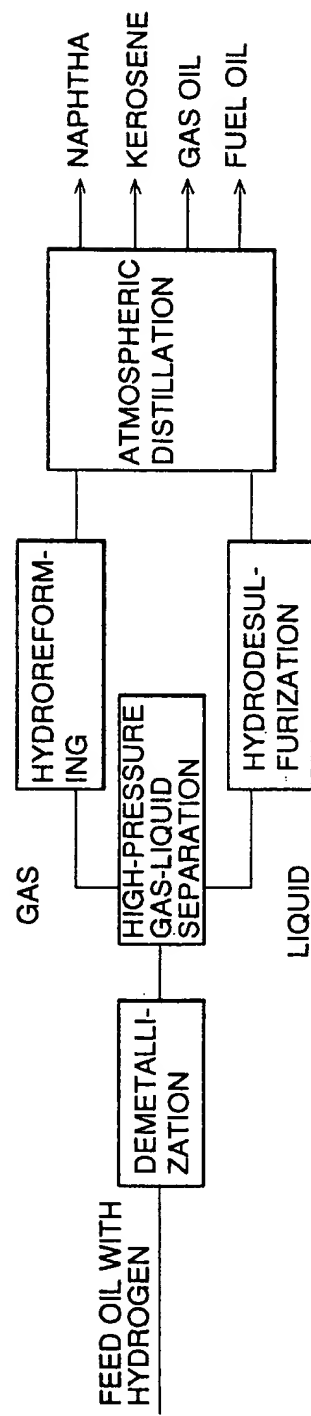 FEED OIL WITH
HYDROGEN
DEMETALLI-
ZATION
GAS
HIGH-PRESSURE
GAS-LIQUID
SEPARATION
LIQUID
HYDROREFORM-
ING
HYDRODESUL-
FURIZATION
ATMOSPHERIC
DISTILLATION
NAPHTHA
KEROSENE
GAS OIL
FUEL OIL